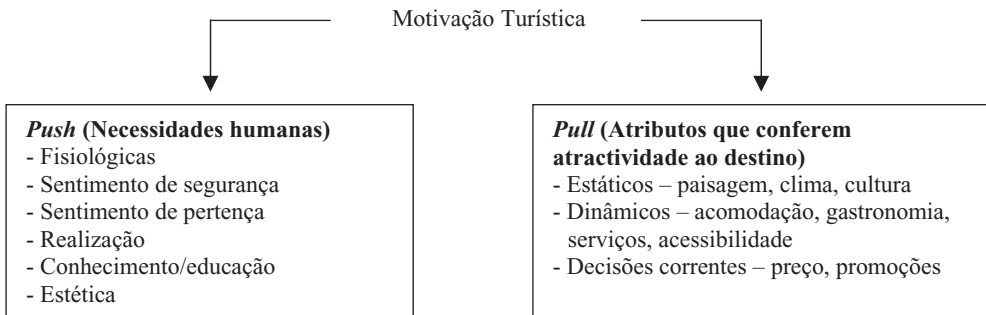 Motivação Turística
Push (Necessidades humanas)
- Fisiológicas
- Sentimento de segurança
- Sentimento de pertença
- Realização
- Conhecimento/educação
- Estética
Pull (Atributos que conferem
atractividade ao destino)
- Estáticos – paisagem, clima, cultura
- Dinâmicos – acomodação, gastronomia,
serviços, acessibilidade
- Decisões correntes – preço, promoções